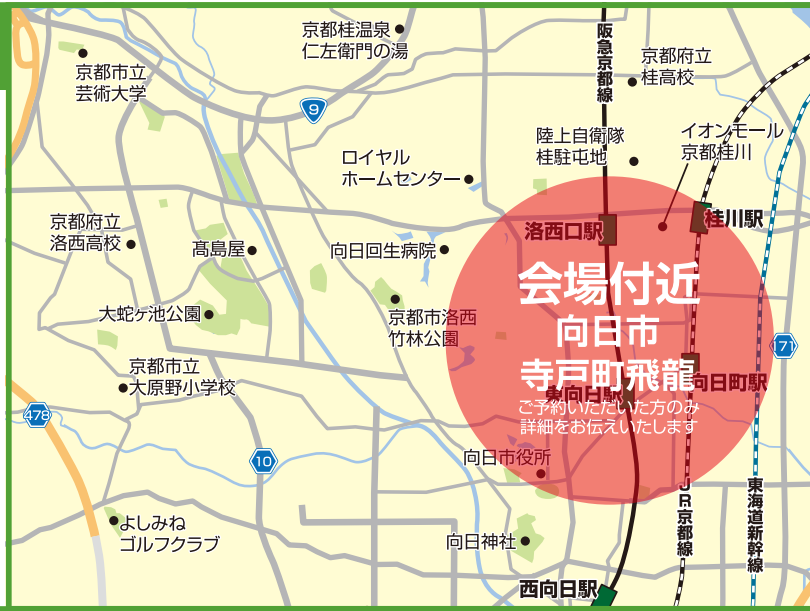 京都桂温泉
仁左衛門の湯
阪急京都線
京都府立
桂高校
京都市立
芸術大学
9
陸上自衛隊
桂駐屯地
イオンモール
京都桂川
ロイヤル
ホームセンター
京都府立
洛西高校
髙島屋
向日回生病院
洛西口駅
桂川駅
会場付近
向日市
寺戸町飛龍
ご予約いただいた方のみ
詳細をお伝えいたします
大蛇ヶ池公園
京都市洛西
竹林公園
171
京都市立
大原野小学校
東向日駅
向日町駅
478
10
向日市役所
よしみね
ゴルフクラブ
向日神社
JR京都線
東海道新幹線
西向日駅